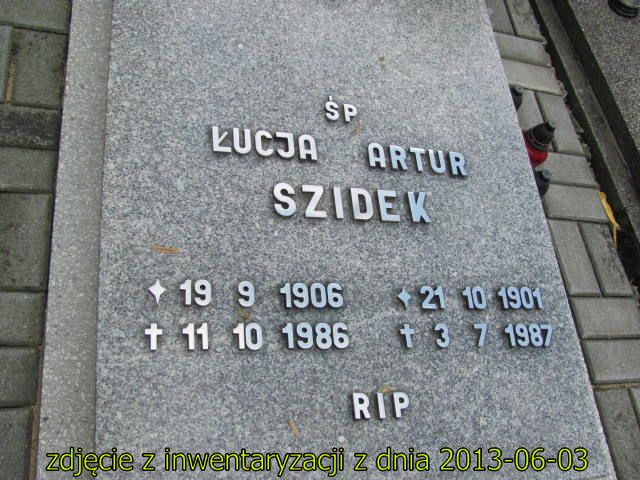 ŚP
ŁUCJA ARTUR
SZIDEK
19 9 1906 21 10 1901
11 10 1986 3 7 1987
RIP
zdjęcie z inwentaryzacji z dnia 2013-06-03